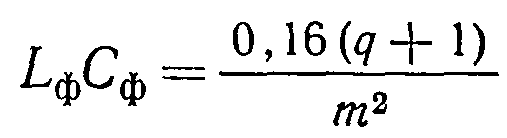 LфCф = 0,16 (q + 1) / m²